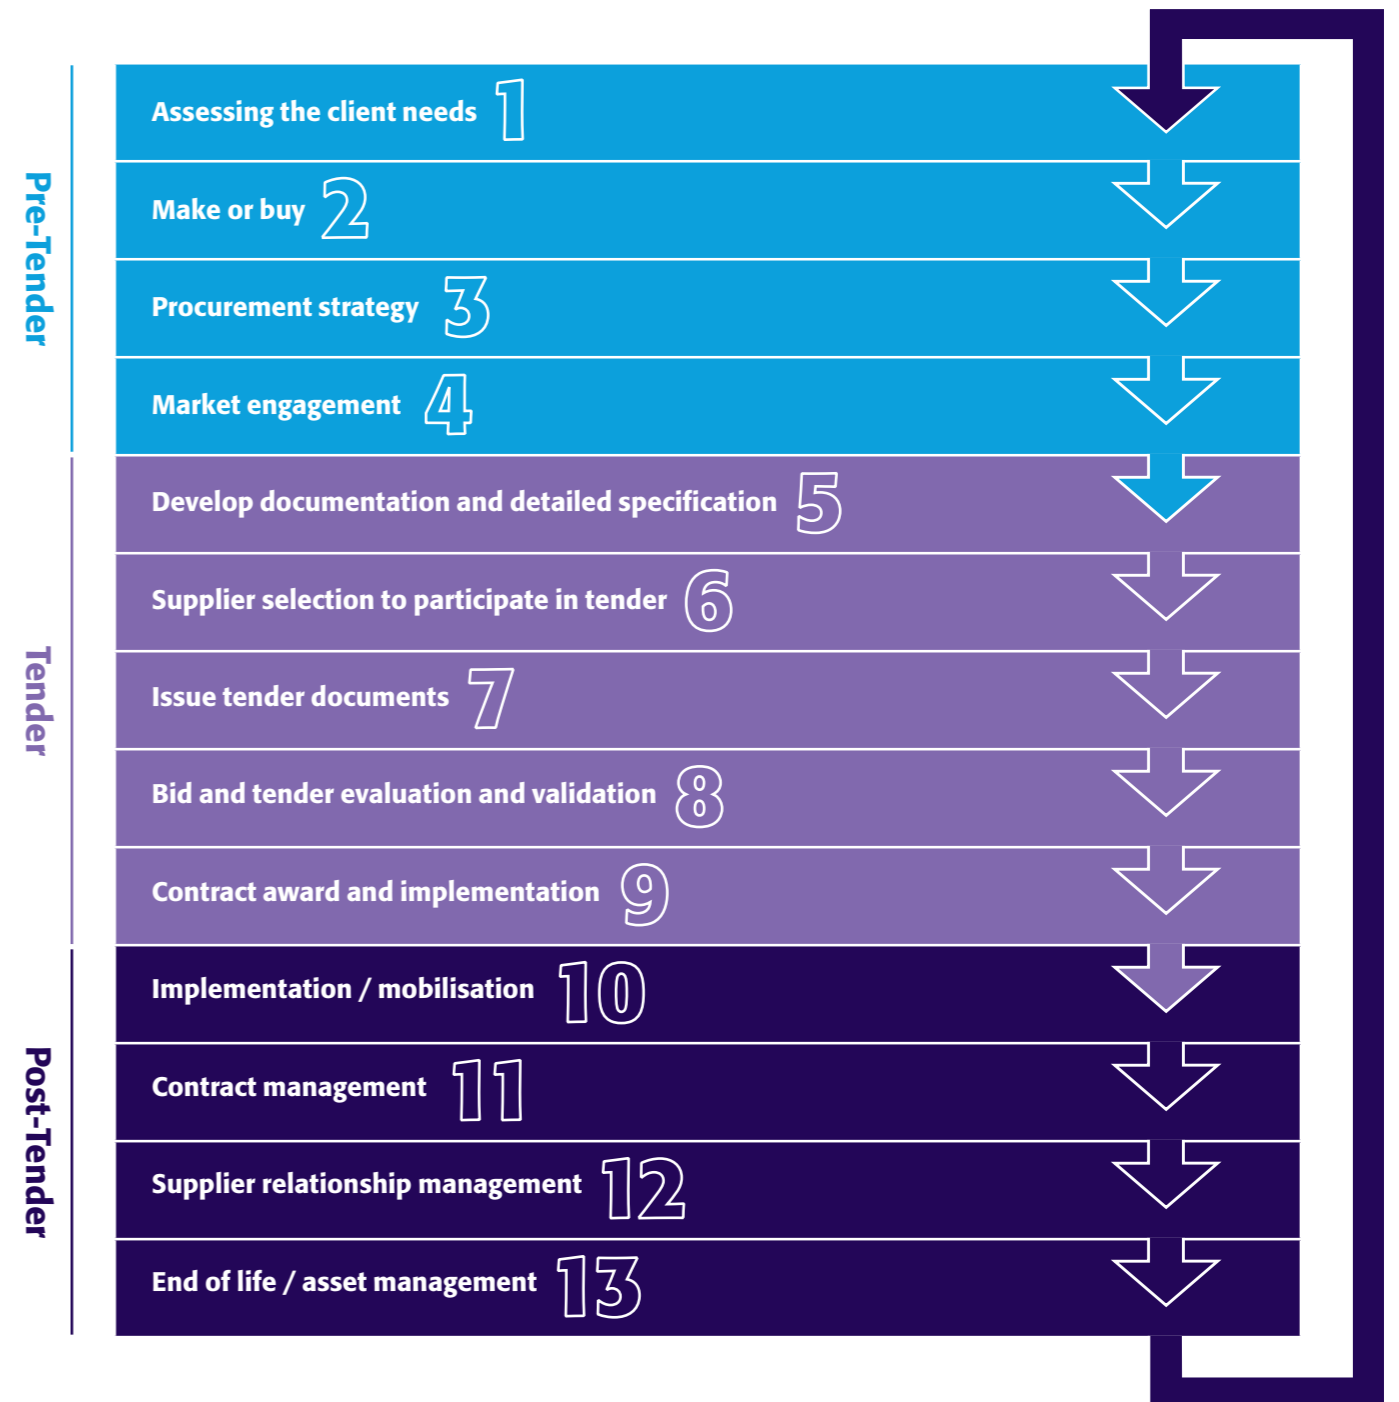 Pre-Tender
Assessing the client needs 1
Make or buy 2
Procurement strategy 3
Market engagement 4
Tender
Develop documentation and detailed specification 5
Supplier selection to participate in tender 6
Issue tender documents 7
Bid and tender evaluation and validation 8
Contract award and implementation 9
Post-Tender
Implementation / mobilisation 10
Contract management 11
Supplier relationship management 12
End of life / asset management 13